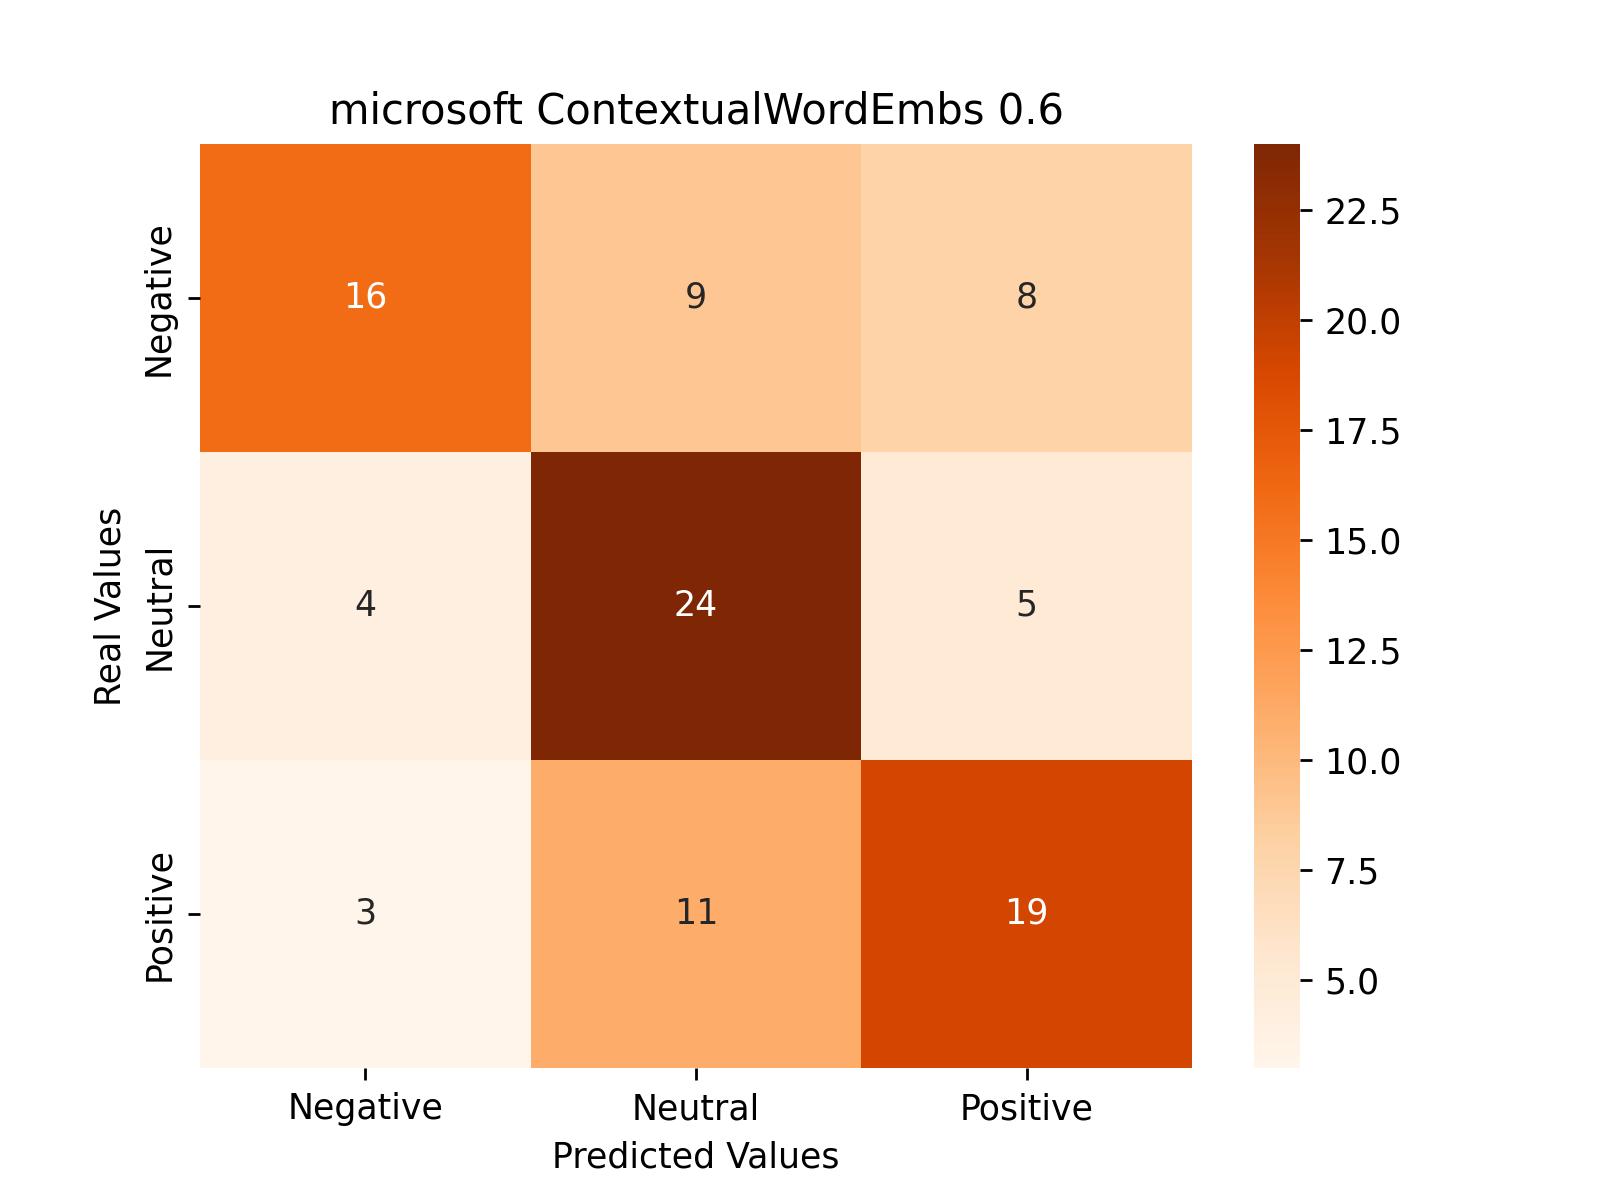 microsoft ContextualWordEmbs 0.6
Real Values
Negative
16 9 8
Neutral
4 24 5
Positive
3 11 19
Negative Neutral Positive
Predicted Values
22.5
20.0
17.5
15.0
12.5
10.0
7.5
5.0